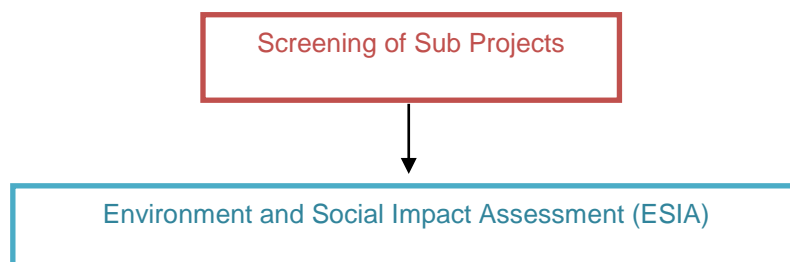 Screening of Sub Projects
Environment and Social Impact Assessment (ESIA)